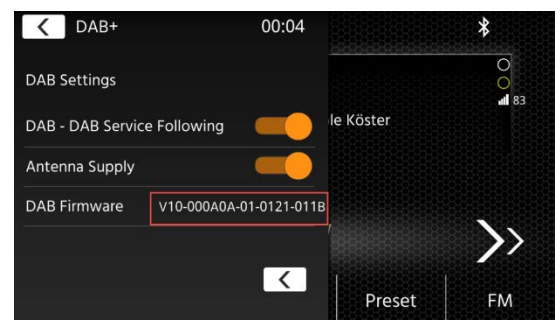 DAB+ 00:04
DAB Settings
83
DAB - DAB Service Following
le Köster
Antenna Supply
DAB Firmware V10-000A0A-01-0121-011B
Preset FM